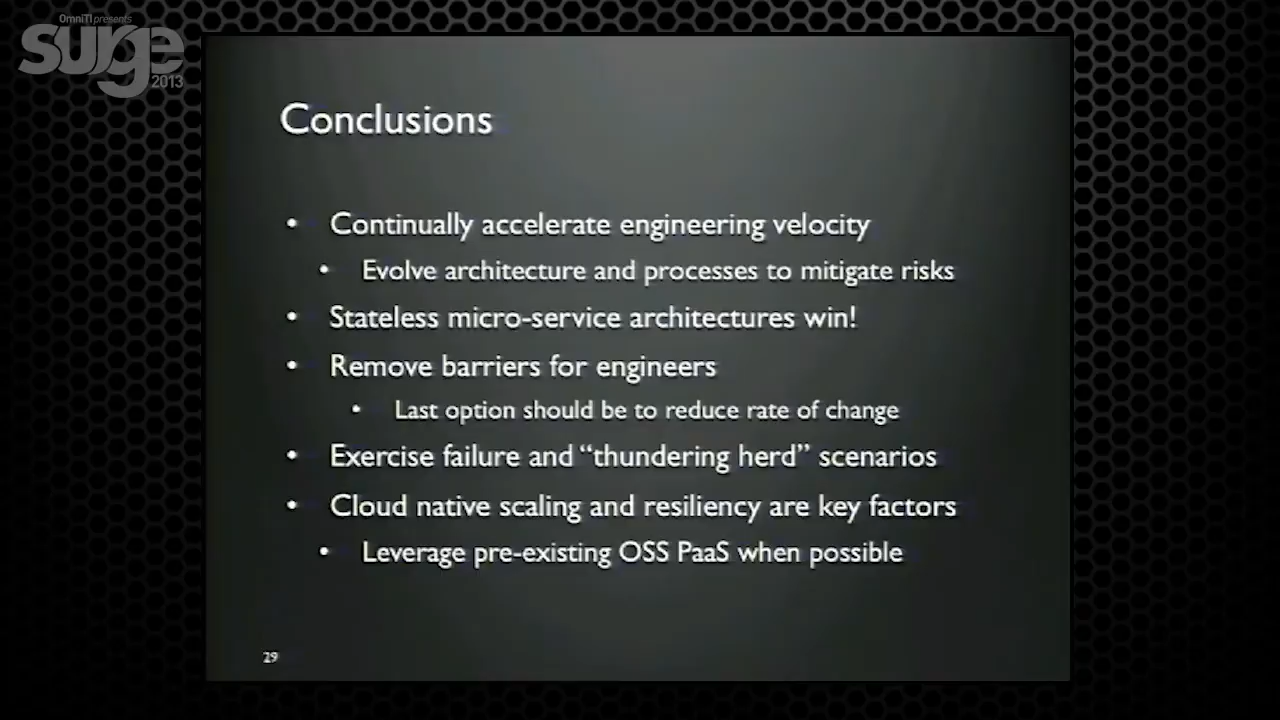 OmniTI presents
surge
2013
Conclusions
• Continually accelerate engineering velocity
• Evolve architecture and processes to mitigate risks
• Stateless micro-service architectures win!
• Remove barriers for engineers
• Last option should be to reduce rate of change
• Exercise failure and “thundering herd” scenarios
• Cloud native scaling and resiliency are key factors
• Leverage pre-existing OSS PaaS when possible
29